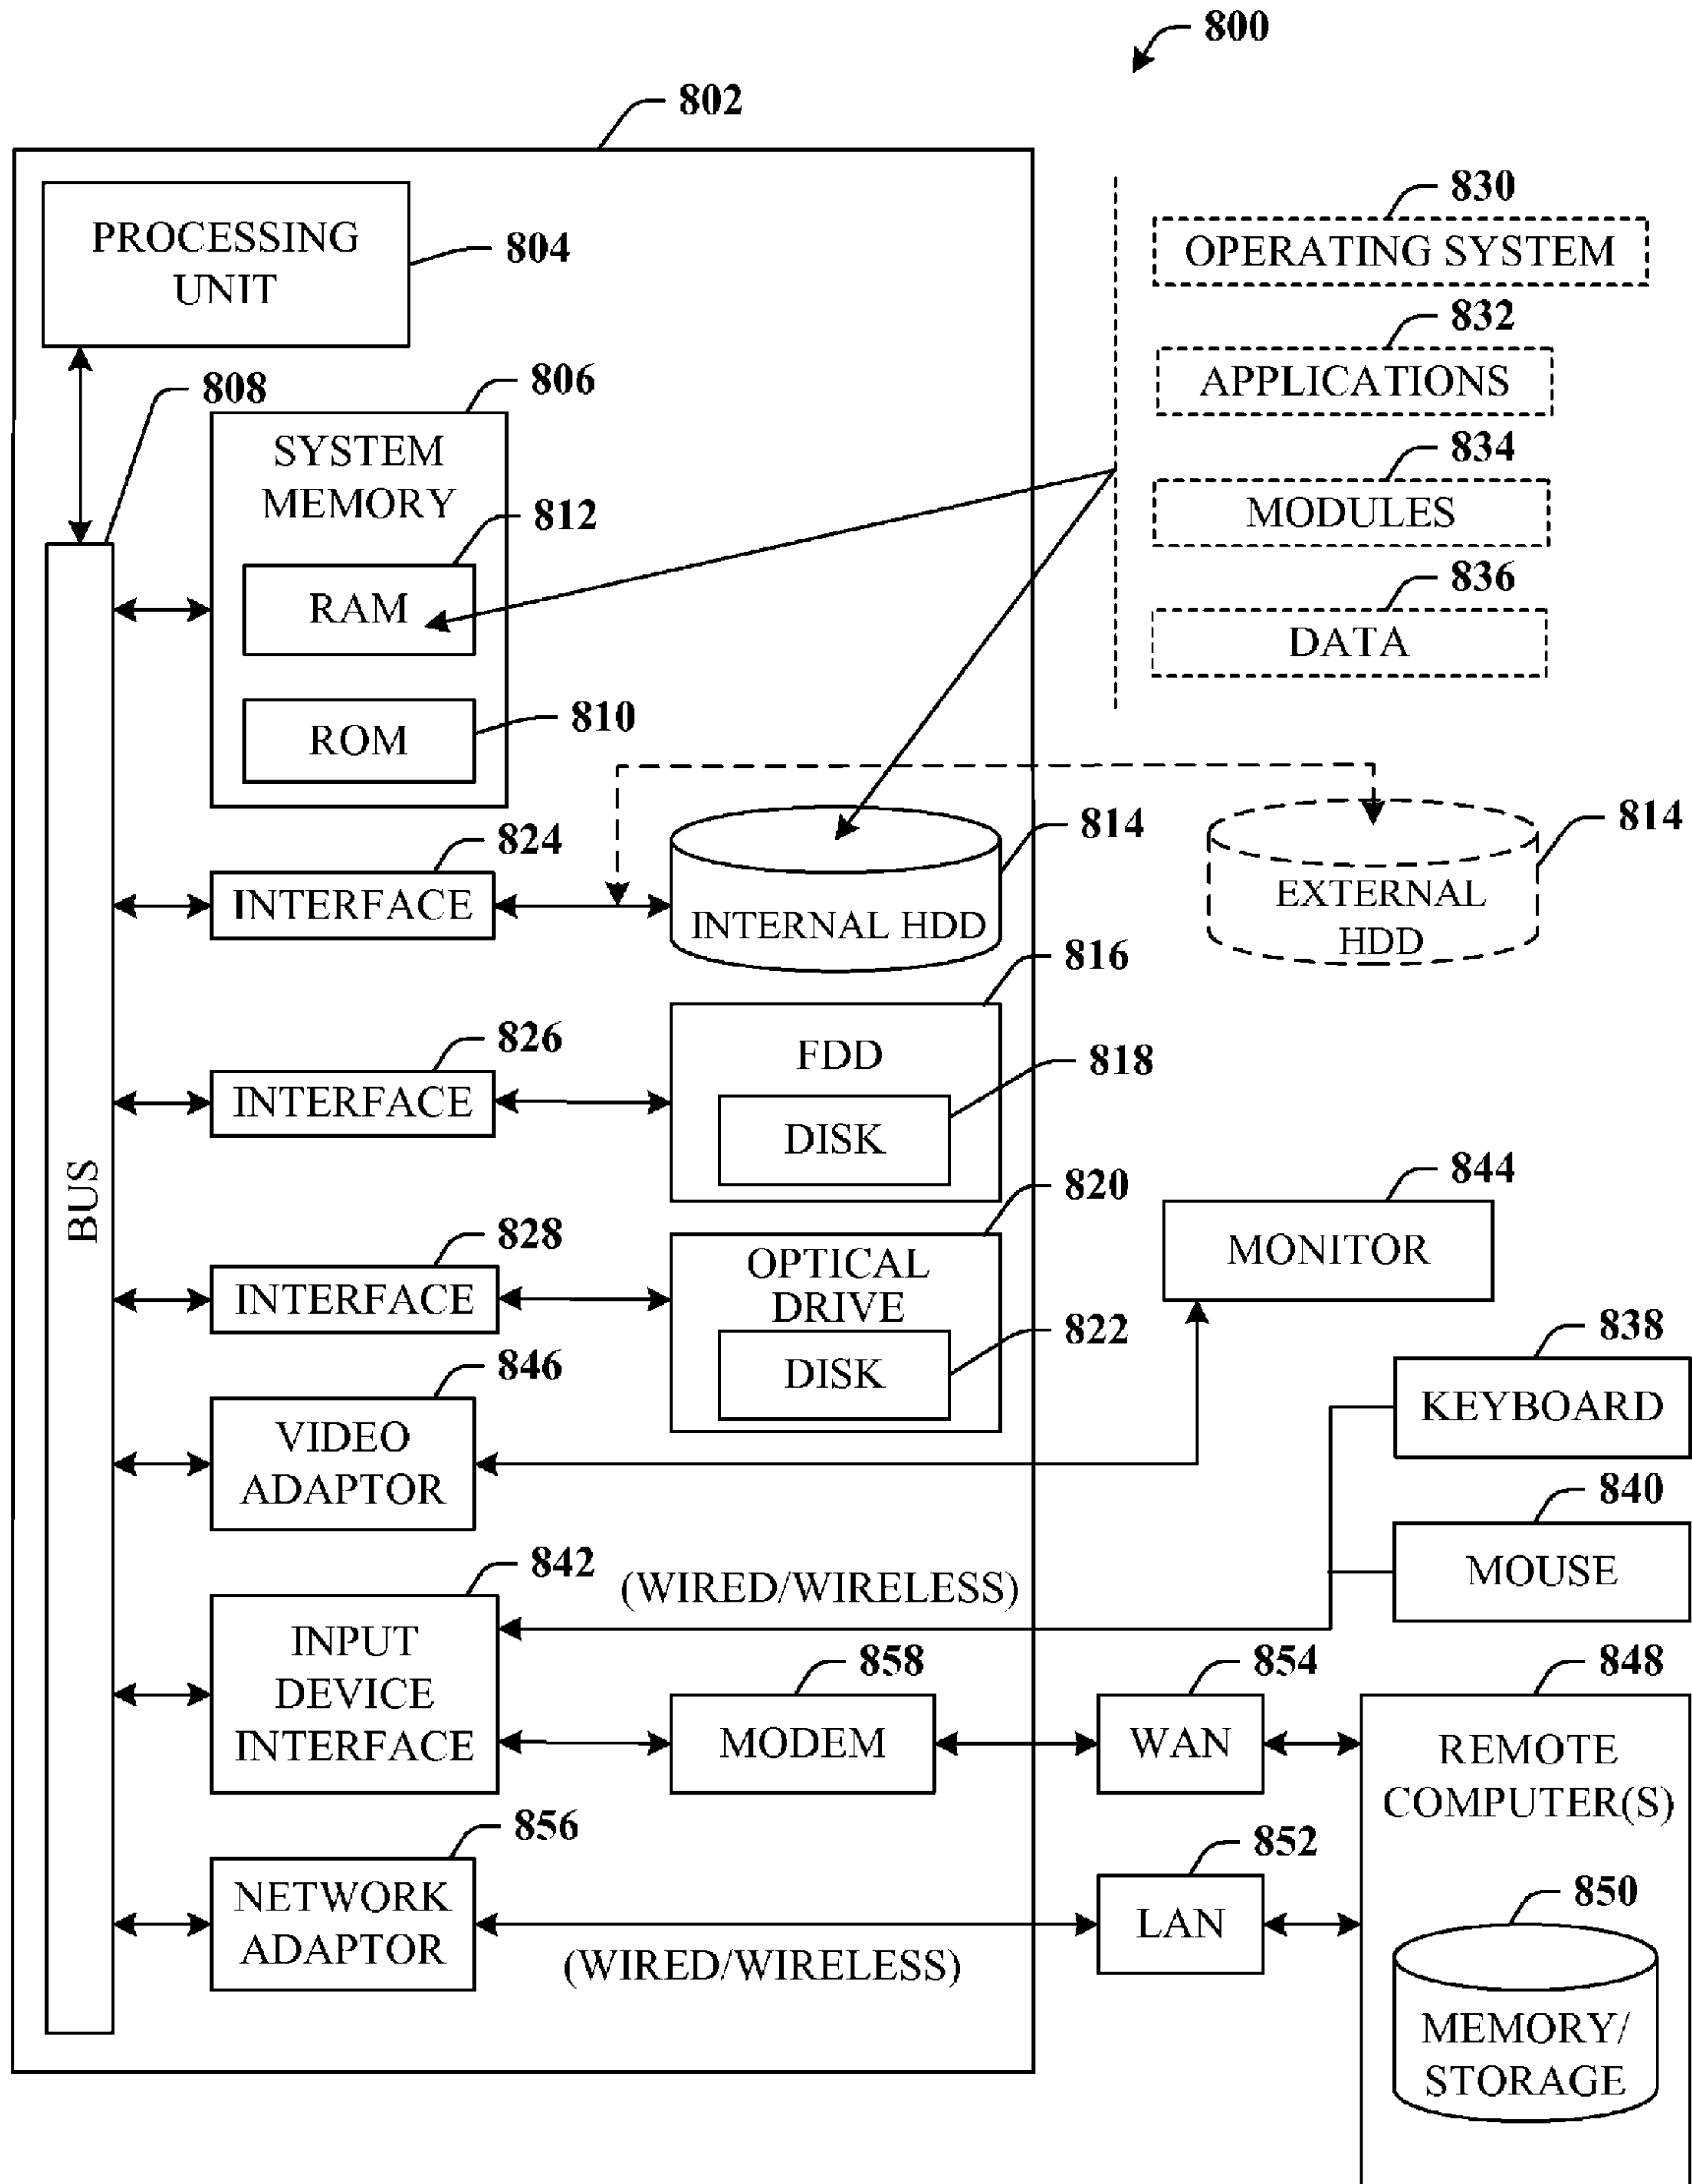 800
802
PROCESSING
UNIT
804
830
OPERATING SYSTEM
832
APPLICATIONS
834
MODULES
836
DATA
808
806
SYSTEM
MEMORY
812
RAM
810
ROM
824
INTERFACE
814
INTERNAL HDD
814
EXTERNAL
HDD
826
INTERFACE
816
FDD
818
DISK
BUS
828
INTERFACE
820
OPTICAL
DRIVE
822
DISK
844
MONITOR
846
VIDEO
ADAPTOR
838
KEYBOARD
840
MOUSE
842
INPUT
DEVICE
INTERFACE
(WIRED/WIRELESS)
858
MODEM
854
WAN
848
REMOTE
COMPUTER(S)
856
NETWORK
ADAPTOR
(WIRED/WIRELESS)
852
LAN
850
MEMORY/
STORAGE